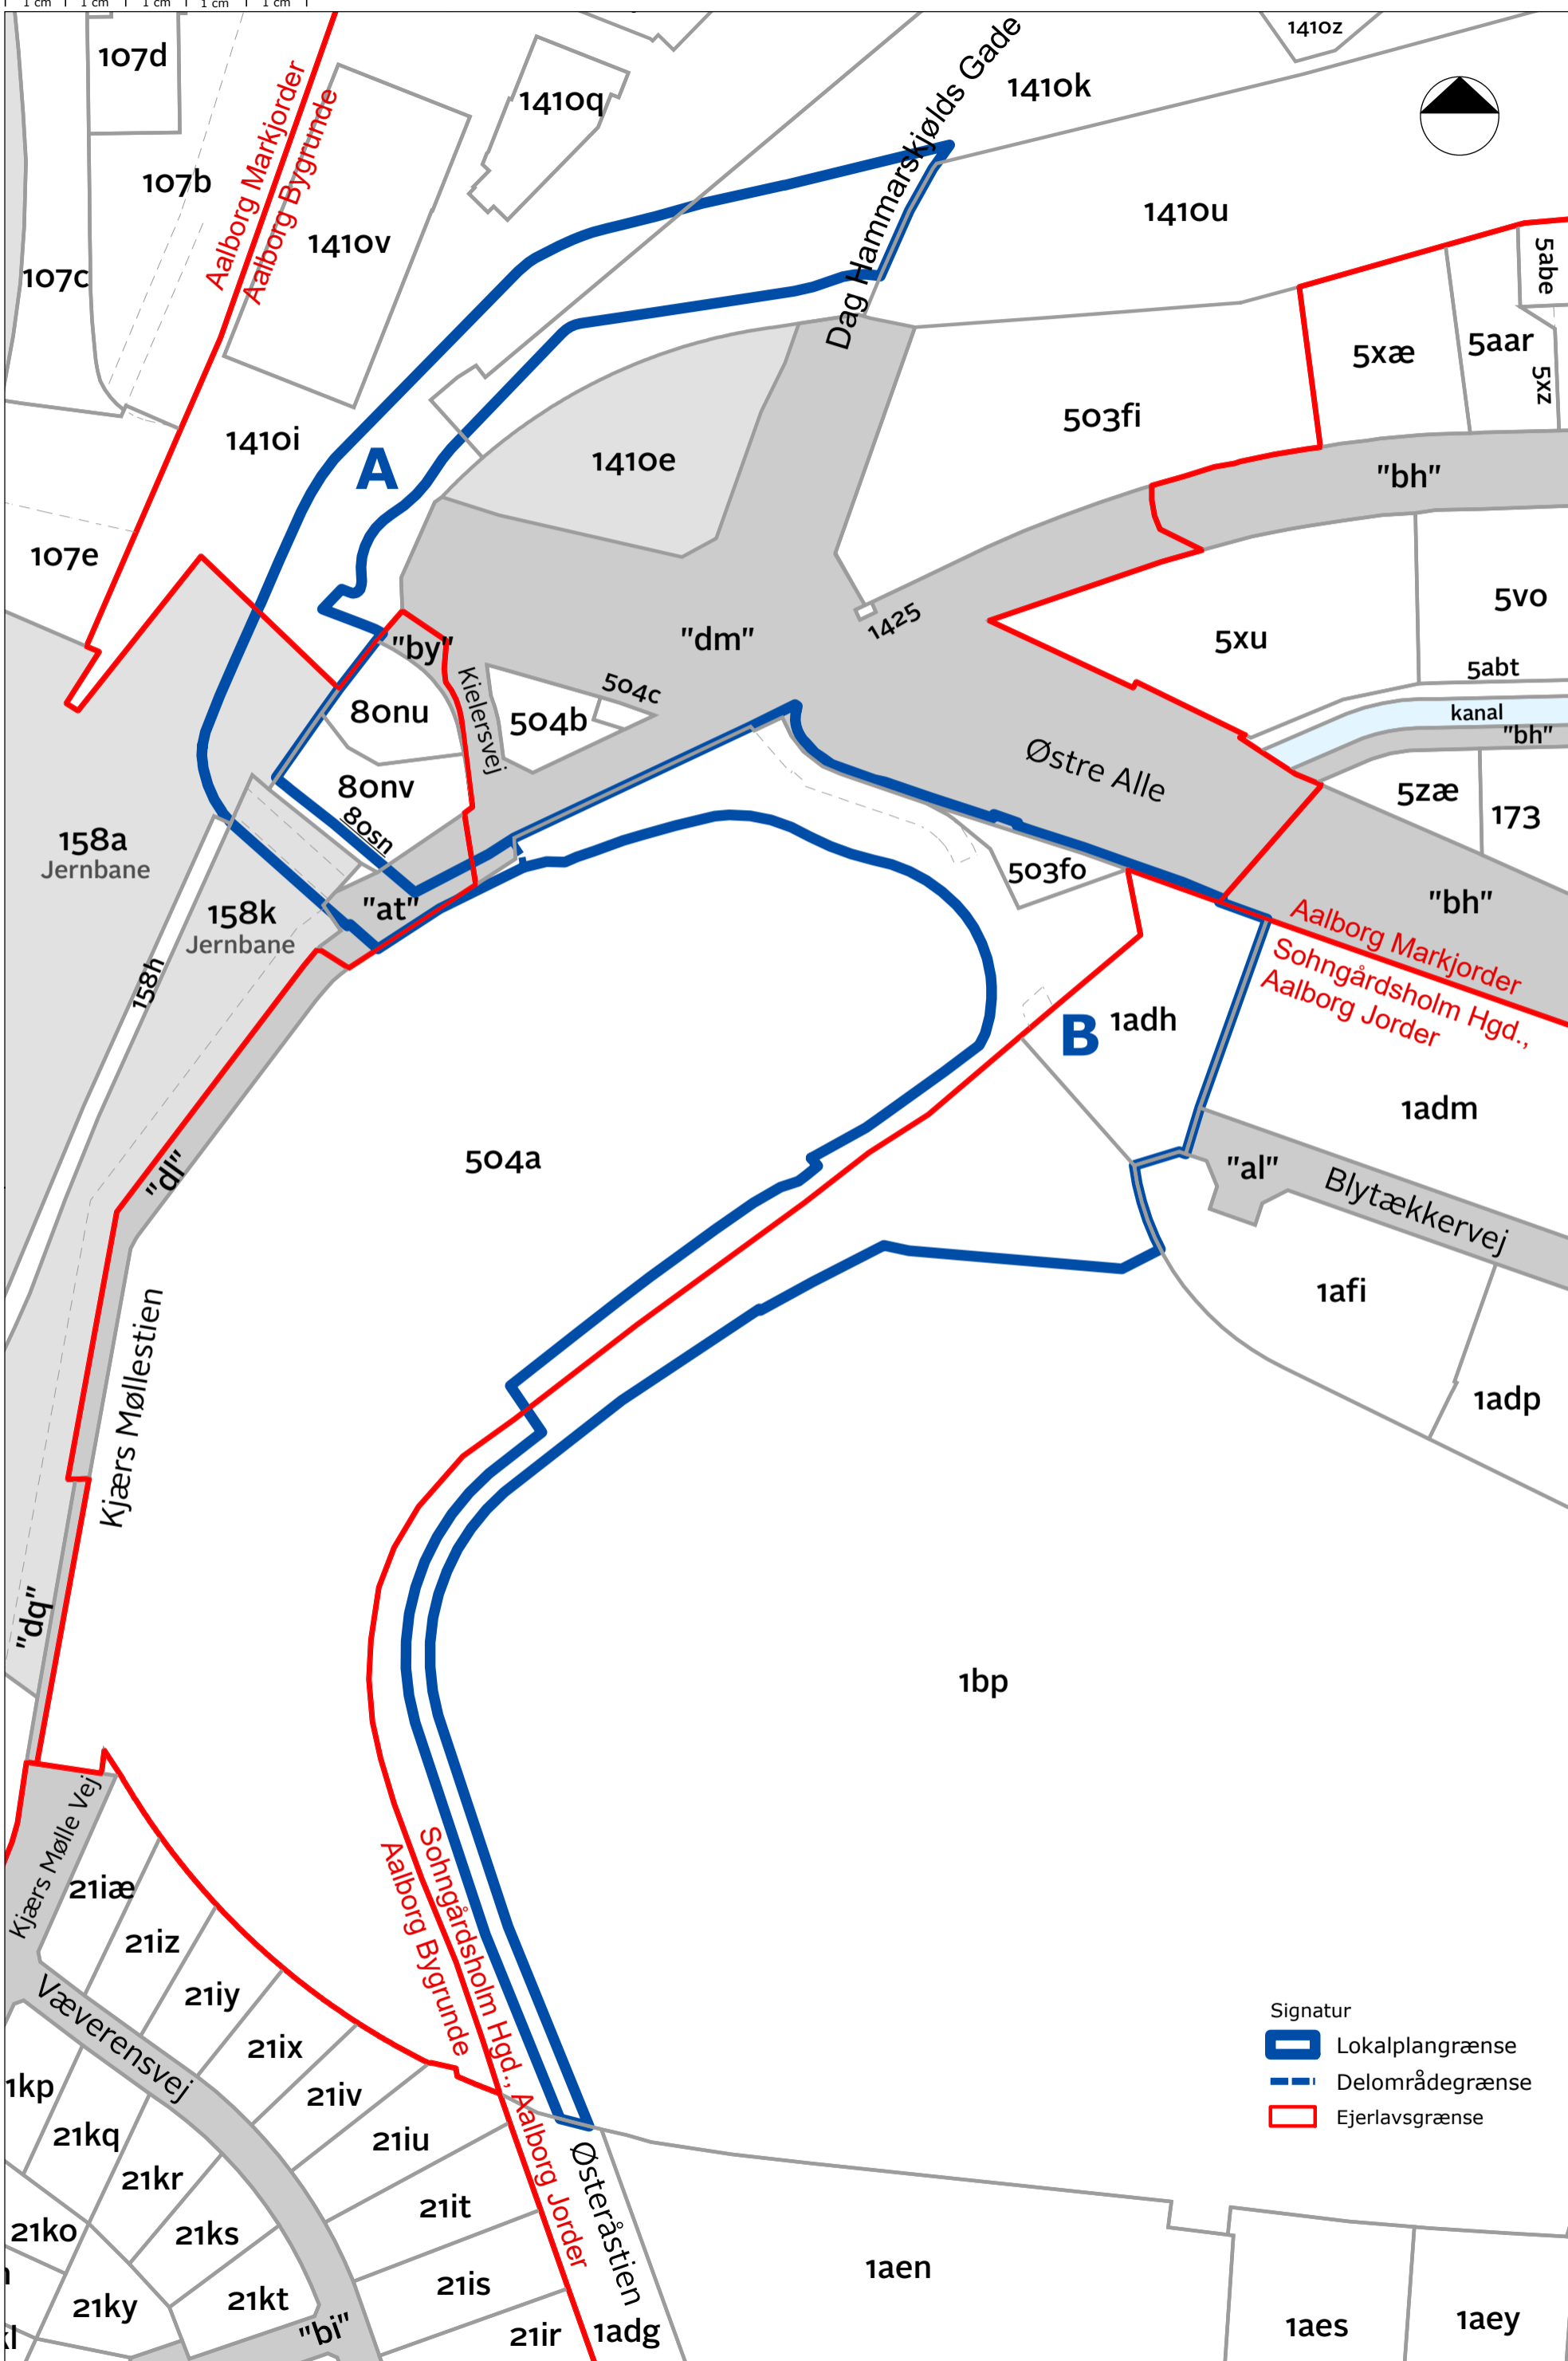 1 cm 1 cm 1 cm 1 cm 1 cm
107d
1410z
1410k
1410q
Dag Hammarskjølds Gade
Aalborg Markjorder
Aalborg Bygrunde
107b
1410v
1410u
107c
5abe
5xæ
5aar
5xz
503fi
1410i
A
1410e
"bh"
107e
5vo
1425
"by"
"dm"
5xu
5abt
Kielersvej
504c
80nu
504b
kanal
"bh"
Østre Alle
80nv
80sn
5zæ
173
158a
Jernbane
503fo
158k
Jernbane
"at"
"bh"
Aalborg Markjorder
Sohngårdsholm Hgd.,
Aalborg Jorder
158h
B
1adh
1adm
504a
"dl"
"al"
Blytækkervej
1afi
Kjærs Møllestien
1adp
"dq"
1bp
Kjærs Mølle Vej
Sohngårdsholm Hgd., Aalborg Jorder
Aalborg Bygrunde
21iæ
21iz
21iy
Væverensvej
21ix
Signatur
Lokalplangrænse
Delområdegrænse
Ejerlavsgrænse
1kp
21iv
21kq
21iu
Østeråstien
21kr
21it
21ko
21ks
1aen
21is
21kt
21ky
"bi"
21ir
1adg
1aes
1aey